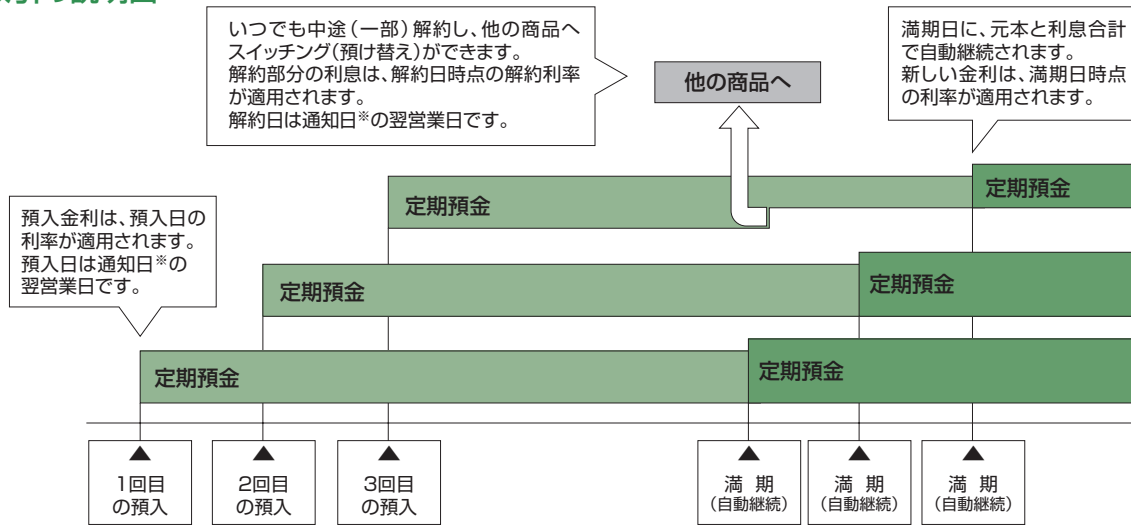 説明図
いつでも中途(一部)解約し、他の商品へ
スイッチング(預け替え)ができます。
解約部分の利息は、解約日時点の解約利率
が適用されます。
解約日は通知日※の翌営業日です。
他の商品へ
満期日に、元本と利息合計
で自動継続されます。
新しい金利は、満期日時点
の利率が適用されます。
定期預金
定期預金
預入金利は、預入日の
利率が適用されます。
預入日は通知日※の
翌営業日です。
定期預金
定期預金
定期預金
定期預金
1回目
の預入
2回目
の預入
3回目
の預入
満 期
(自動継続)
満 期
(自動継続)
満 期
(自動継続)